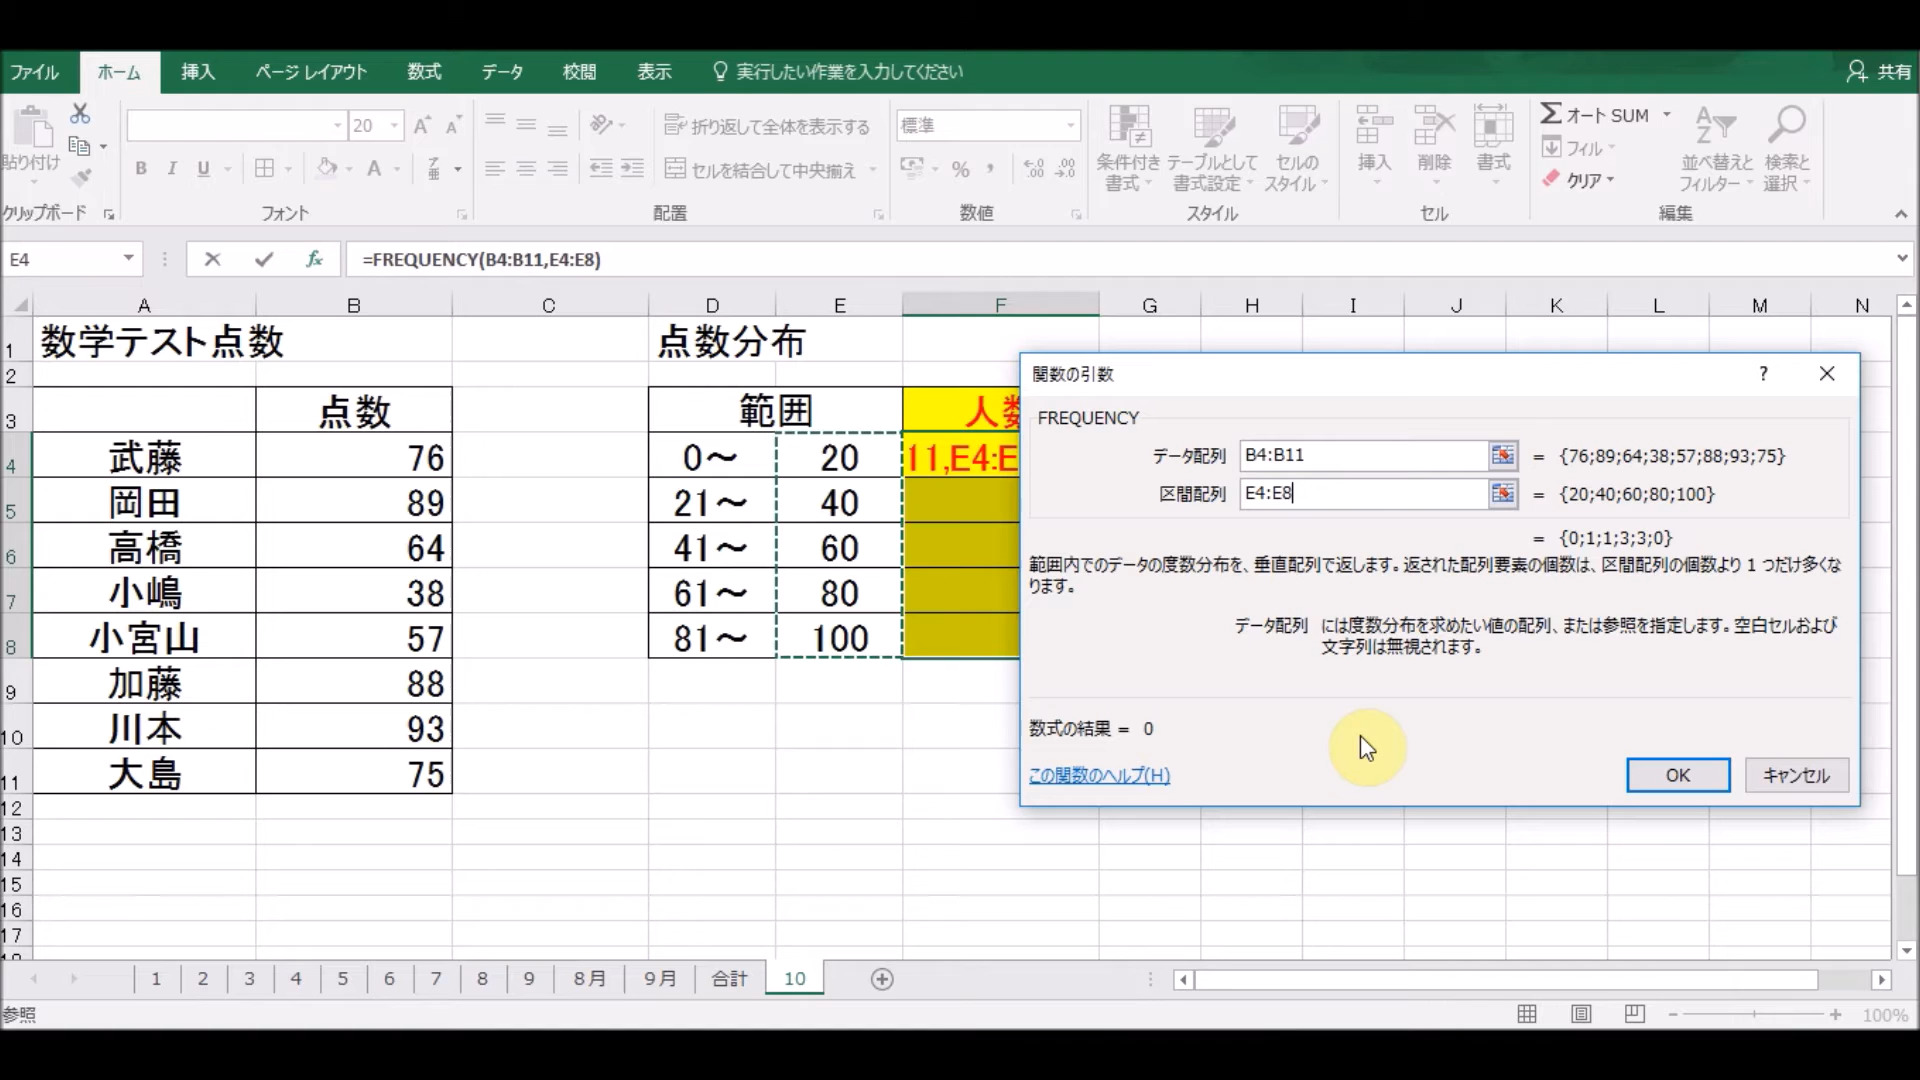 ファイル ホーム 挿入 ページ レイアウト 数式 データ 校閲 表示 実行したい作業を入力してください 共有
20 A A 折り返して全体を表示する 標準 Σ オート SUM
貼り付け B I U A セルを結合して中央揃え % , 条件付き書式 テーブルとして書式設定 セルのスタイル 挿入 削除 書式 フィル クリア 並べ替えとフィルター 検索と選択
クリップボード フォント 配置 数値 スタイル セル 編集
E4 fx =FREQUENCY(B4:B11,E4:E8)
A B C D E F G H I J K L M N
1 数学テスト点数 点数分布
2
3 点数 範囲 人数
4 武藤 76 0～ 20 11,E4:E
5 岡田 89 21～ 40
6 高橋 64 41～ 60
7 小嶋 38 61～ 80
8 小宮山 57 81～ 100
9 加藤 88
10 川本 93
11 大島 75
12
13
14
15
16
17
関数の引数 ?
FREQUENCY
データ配列 B4:B11 = {76;89;64;38;57;88;93;75}
区間配列 E4:E8 = {20;40;60;80;100}
= {0;1;1;3;3;0}
範囲内でのデータの度数分布を、垂直配列で返します。返された配列要素の個数は、区間配列の個数より 1 つだけ多くな
ります。
データ配列 には度数分布を求めたい値の配列、または参照を指定します。空白セルおよび
文字列は無視されます。
数式の結果 = 0
この関数のヘルプ(H) OK キャンセル
1 2 3 4 5 6 7 8 9 8月 9月 合計 10
参照 100%